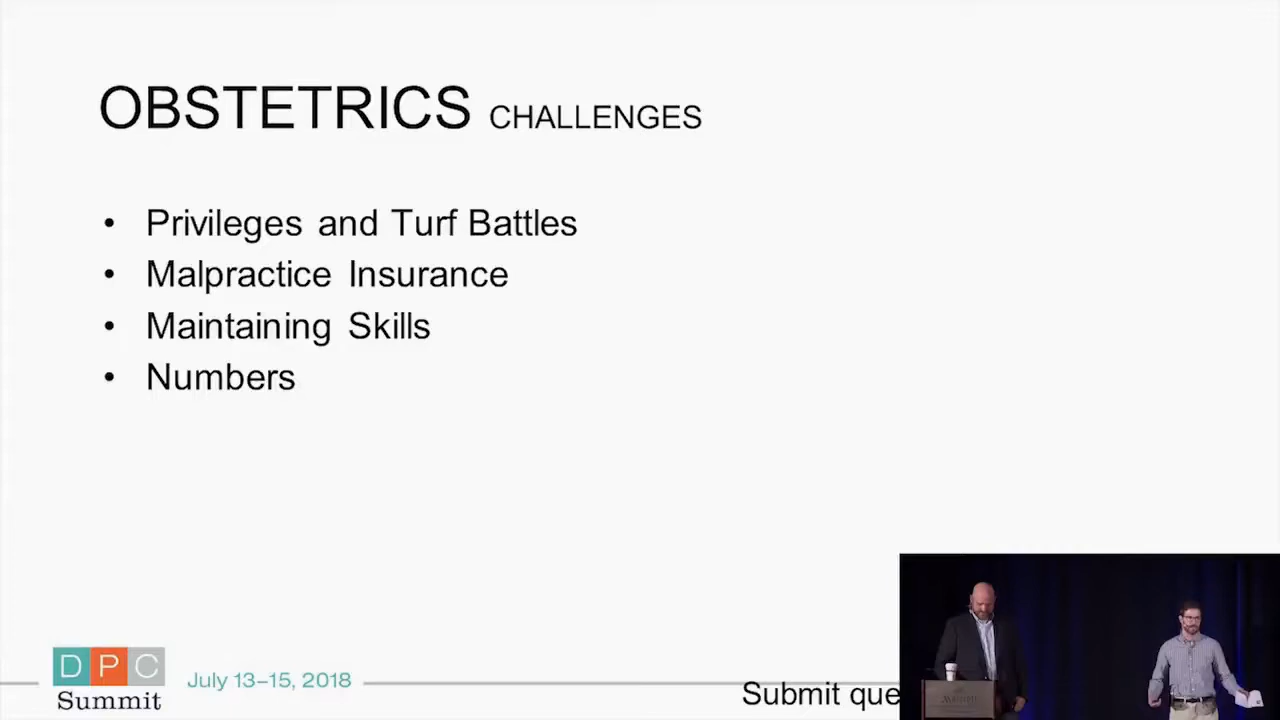 OBSTETRICS CHALLENGES
• Privileges and Turf Battles
• Malpractice Insurance
• Maintaining Skills
• Numbers
DPC
Summit
July 13–15, 2018
Submit que
Marriott